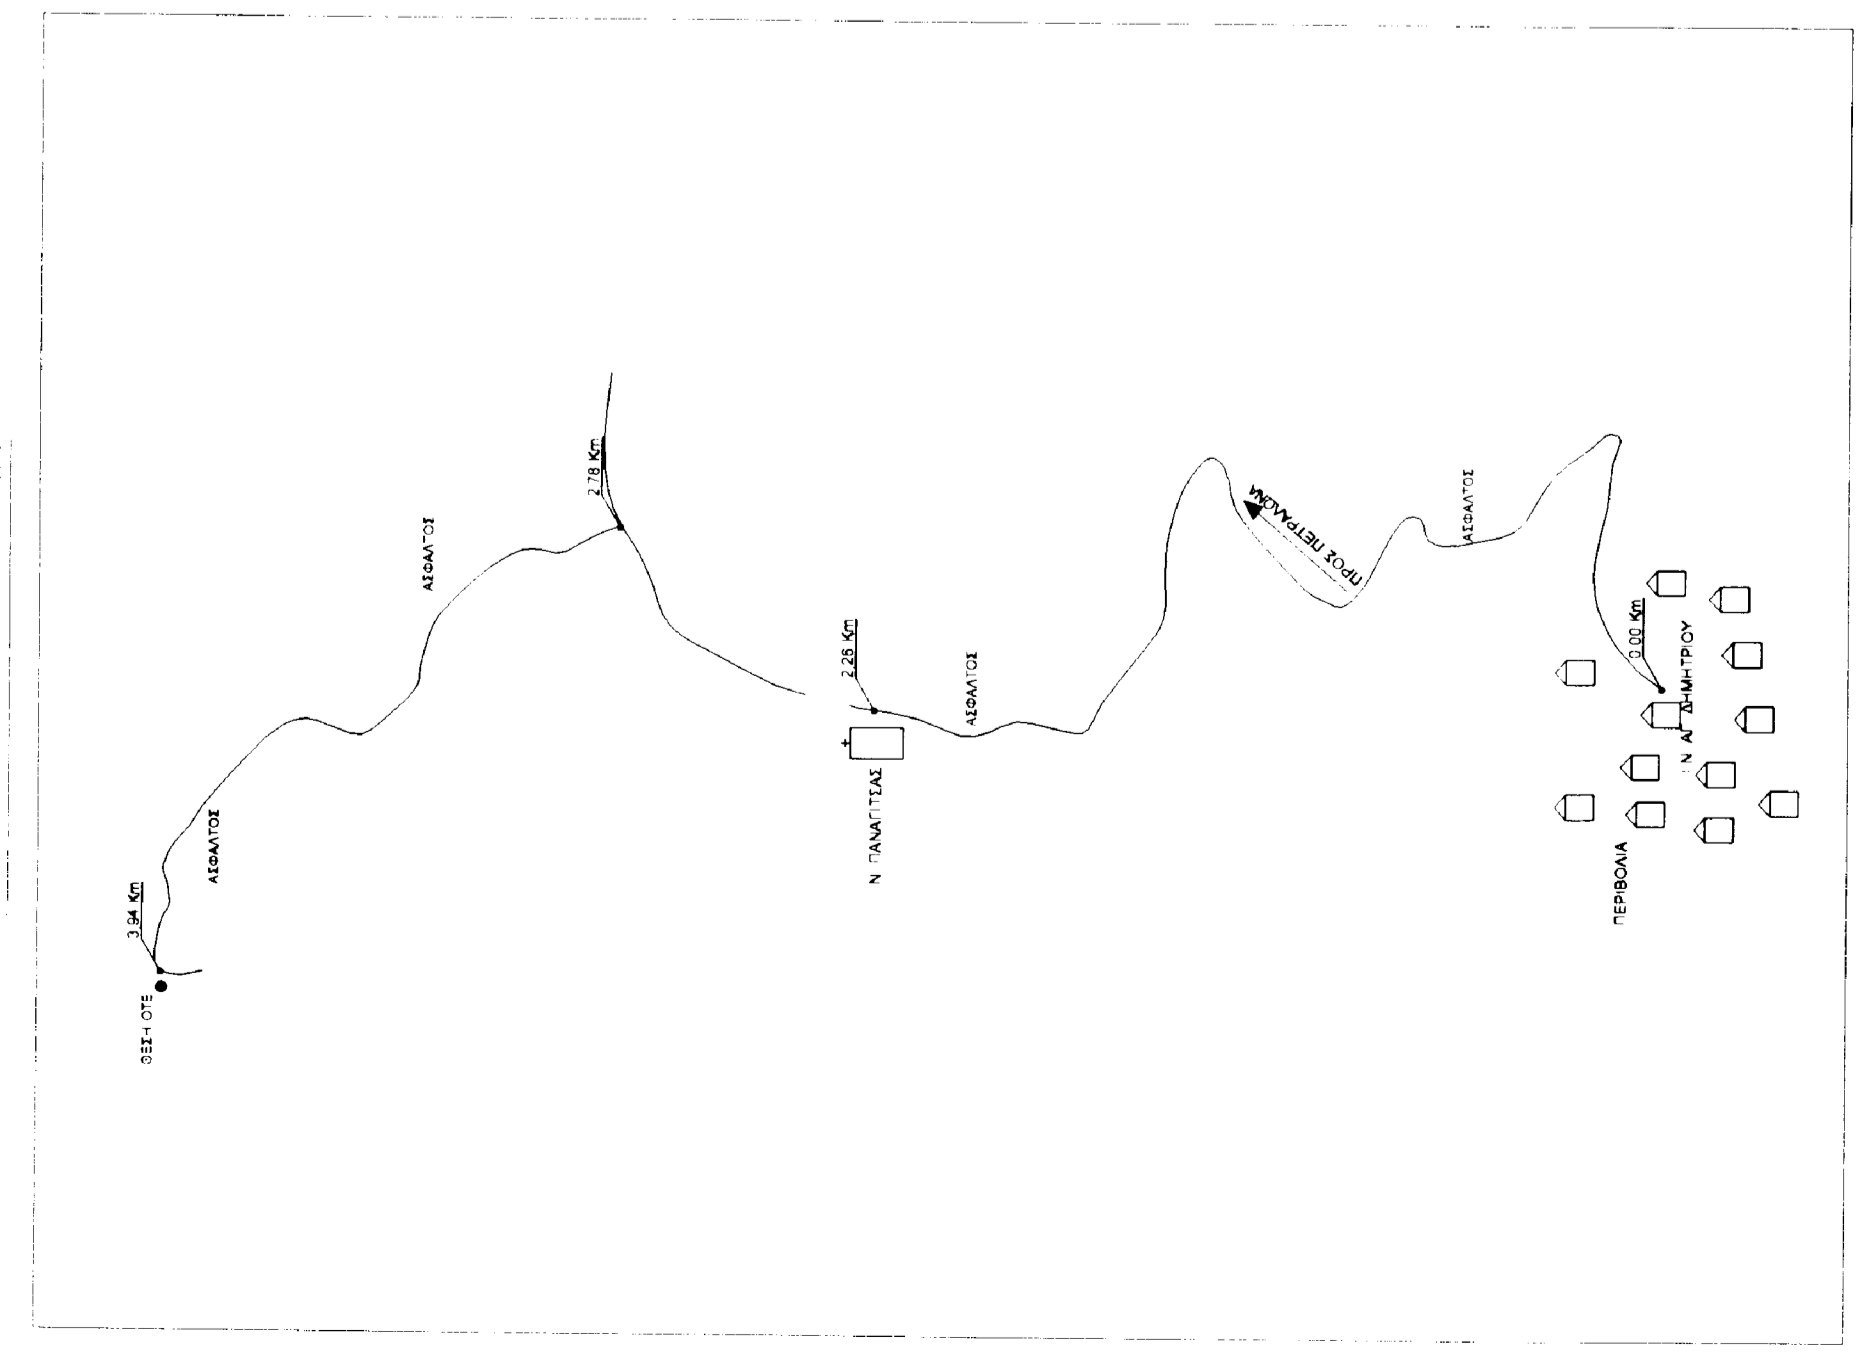 3.94 Km
ΘΕΣΗ ΟΤΕ
ΑΣΦΑΛΤΟΣ
ΑΣΦΑΛΤΟΣ
2.78 Km
2.26 Km
Ν ΠΑΝΑΓΙΤΣΑΣ
ΑΣΦΑΛΤΟΣ
ΠΡΟΣ ΠΕΤΡΑΛΩΝΑ
ΑΣΦΑΛΤΟΣ
0.00 Km
Ν ΑΓ ΔΗΜΗΤΡΙΟΥ
ΠΕΡΙΒΟΛΙΑ